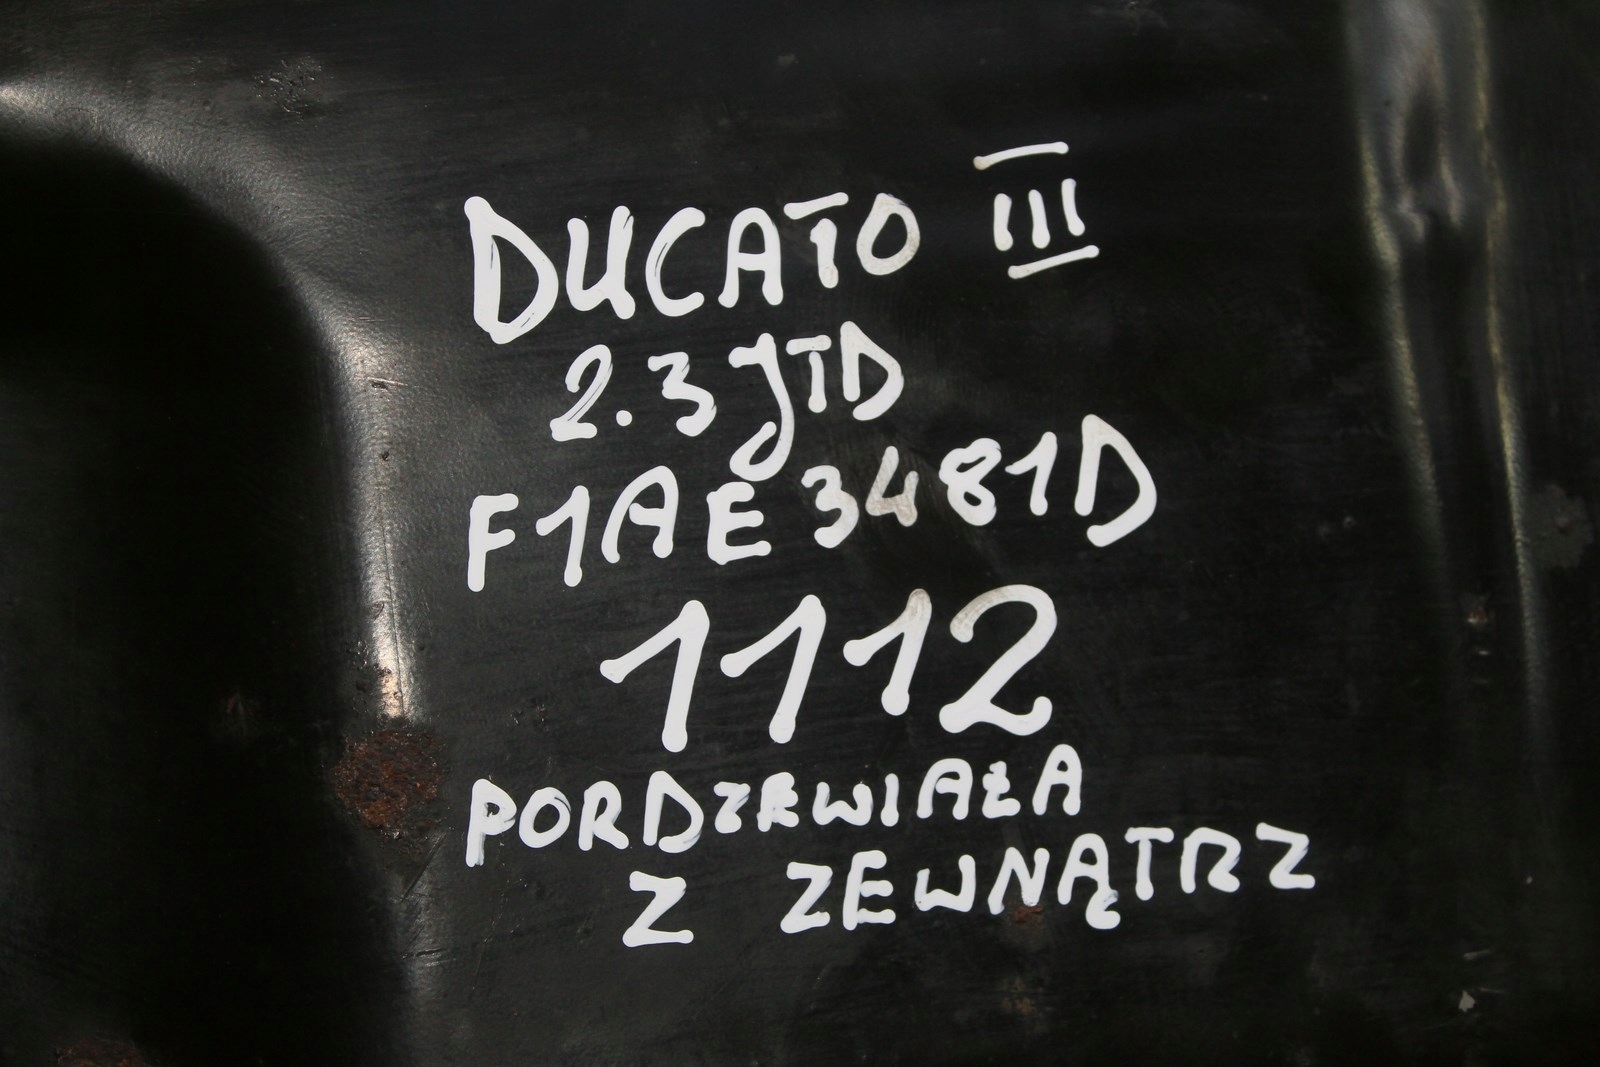 DUCATO III
2.3 JTD
F1AE3481D
1112
PORDZEWIAŁA
Z ZEWNĄTRZ